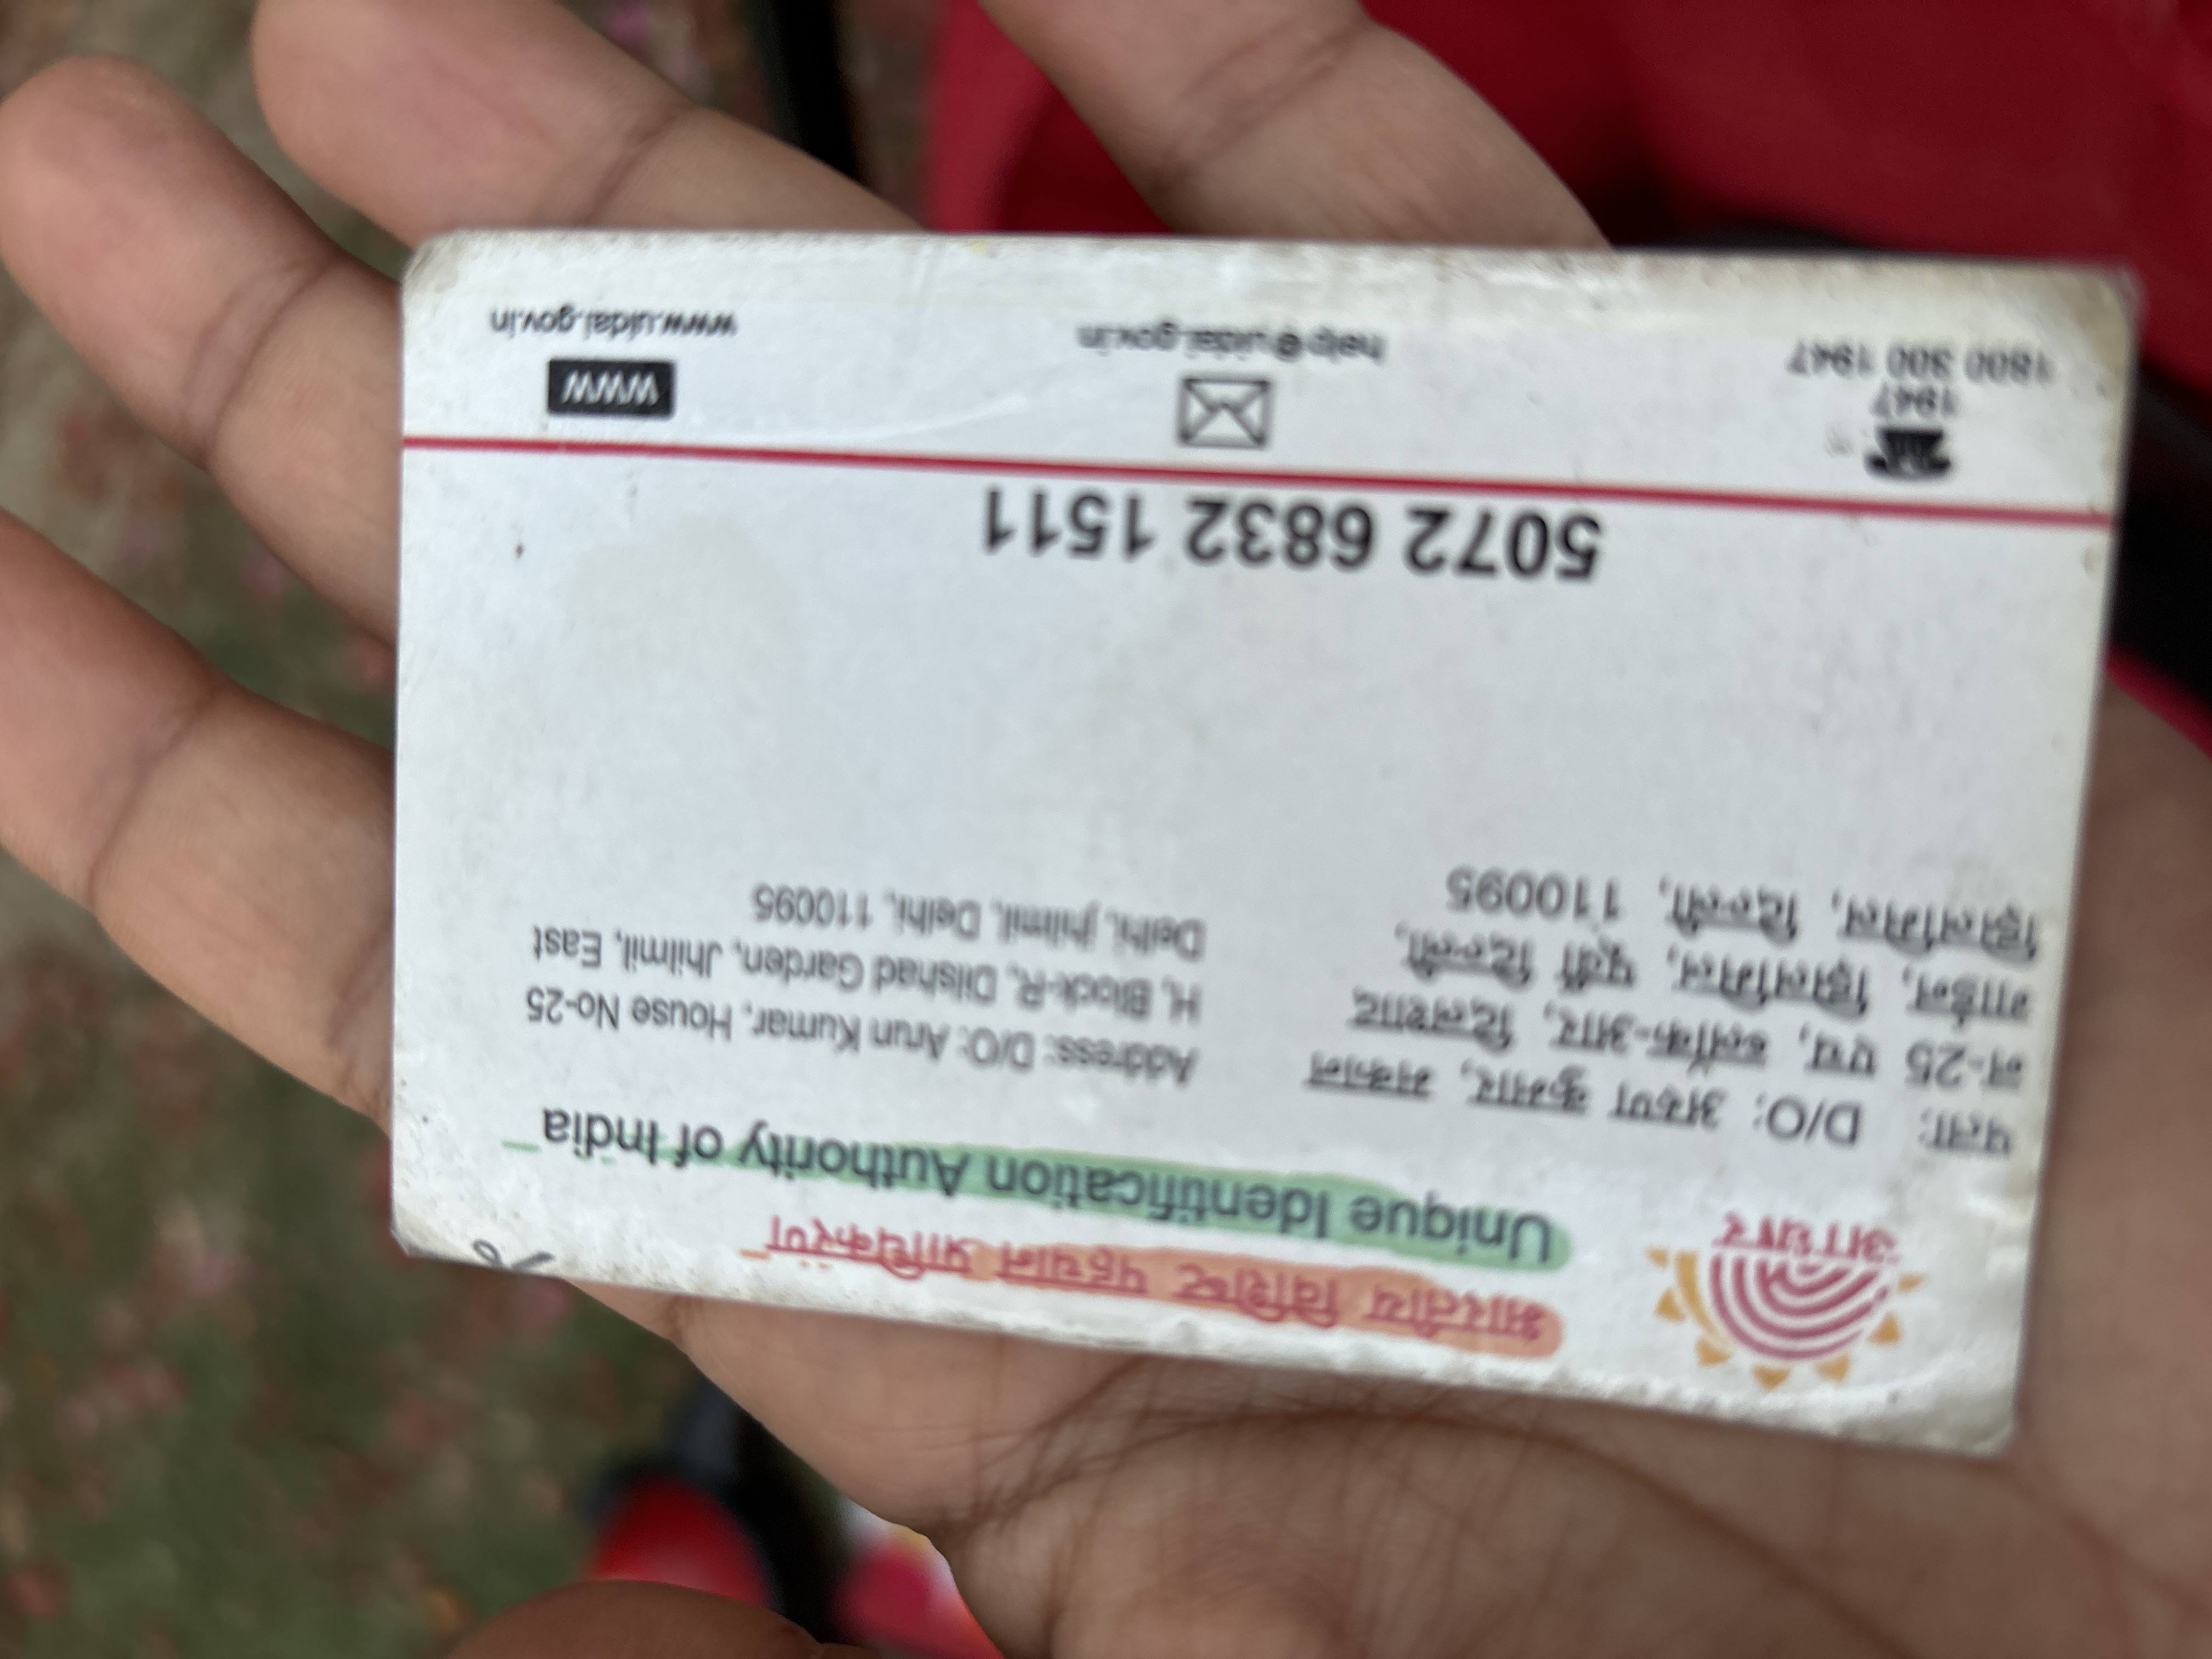 भारतीय विशिष्ट पहचान प्राधिकरण
Unique Identification Authority of India
आधार
पता: D/O: अरुण कुमार, मकान
न-25 एच, ब्लॉक-आर, दिलशाद
गार्डन, झिलमिल, पूर्वी दिल्ली,
झिलमिल, दिल्ली, 110095
Address: D/O: Arun Kumar, House No-25
H, Block-R, Dilshad Garden, Jhilmil, East
Delhi, jhilmil, Delhi, 110095
5072 6832 1511
1947
1800 300 1947
help@uidai.gov.in
WWW
www.uidai.gov.in